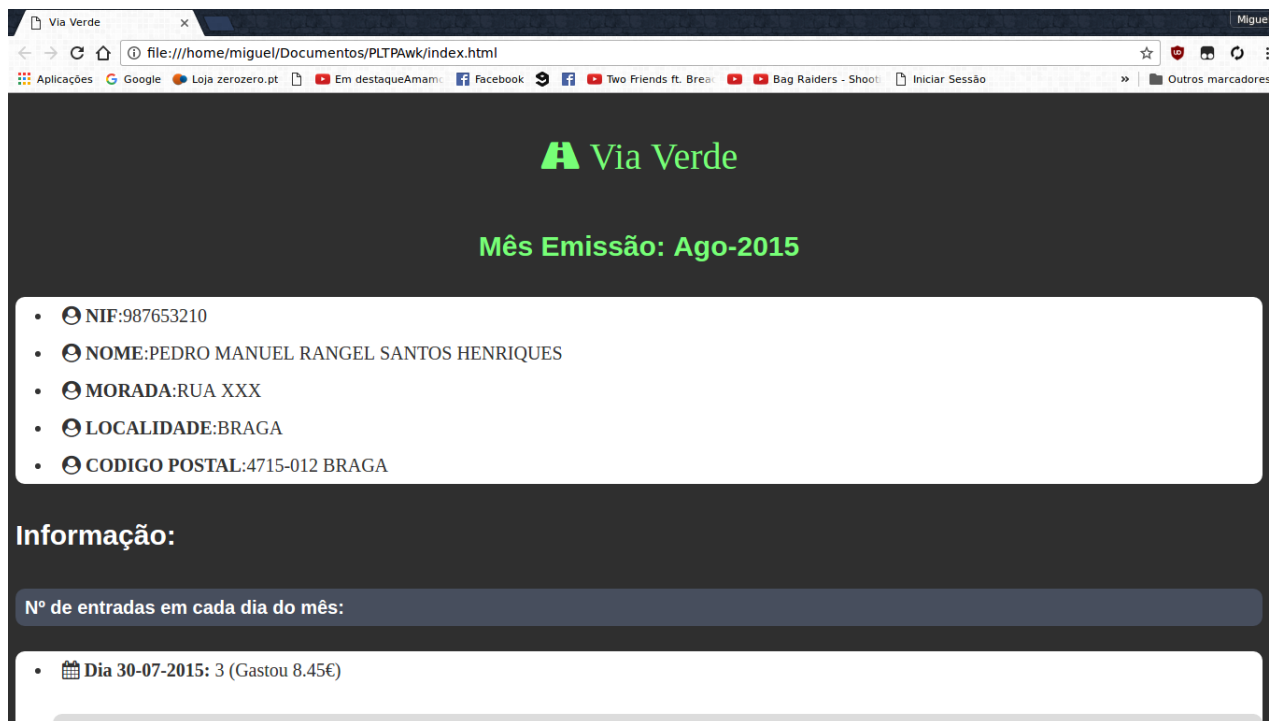 Via Verde
Migue
file:///home/miguel/Documentos/PLTPAwk/index.html
Aplicações Google Loja zerozero.pt Em destaqueAmamo Facebook Two Friends ft. Brea Bag Raiders - Shoot Iniciar Sessão » Outros marcadores
Via Verde
Mês Emissão: Ago-2015
• NIF:987653210
• NOME:PEDRO MANUEL RANGEL SANTOS HENRIQUES
• MORADA:RUA XXX
• LOCALIDADE:BRAGA
• CODIGO POSTAL:4715-012 BRAGA
Informação:
Nº de entradas em cada dia do mês:
• Dia 30-07-2015: 3 (Gastou 8.45€)